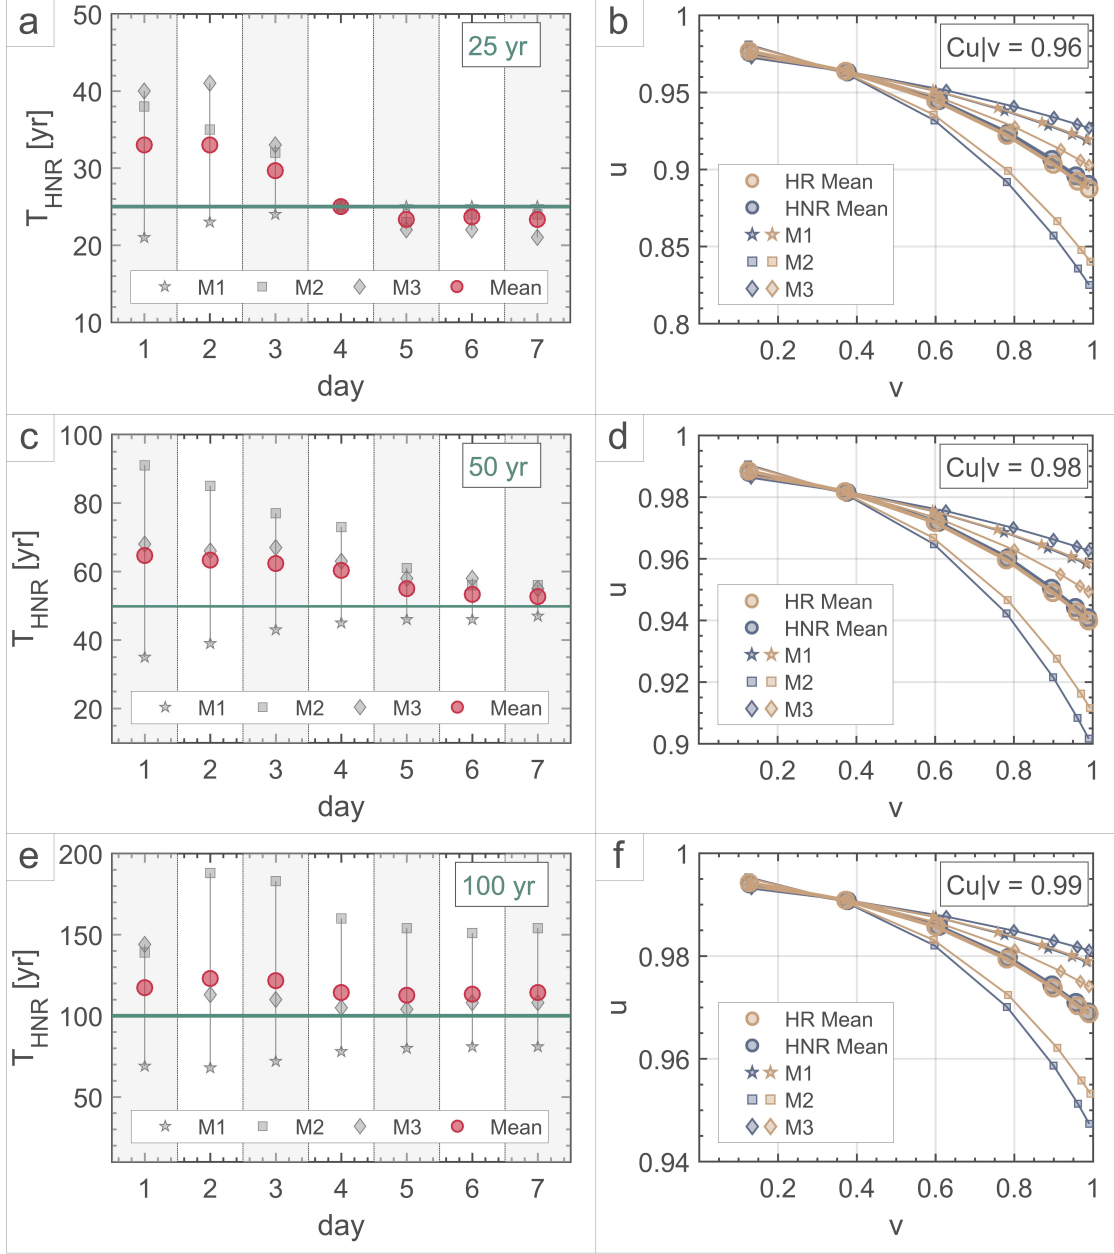 a
50
40
30
20
10
T_HNR [yr]
25 yr
M1 M2 M3 Mean
1 2 3 4 5 6 7
day
b
1
0.95
0.9
0.85
0.8
u
Cu|v = 0.96
HR Mean
HNR Mean
M1
M2
M3
0.2 0.4 0.6 0.8 1
v
c
100
80
60
40
20
T_HNR [yr]
50 yr
M1 M2 M3 Mean
1 2 3 4 5 6 7
day
d
1
0.98
0.96
0.94
0.92
0.9
u
Cu|v = 0.98
HR Mean
HNR Mean
M1
M2
M3
0.2 0.4 0.6 0.8 1
v
e
200
150
100
50
T_HNR [yr]
100 yr
M1 M2 M3 Mean
1 2 3 4 5 6 7
day
f
1
0.98
0.96
0.94
u
Cu|v = 0.99
HR Mean
HNR Mean
M1
M2
M3
0.2 0.4 0.6 0.8 1
v